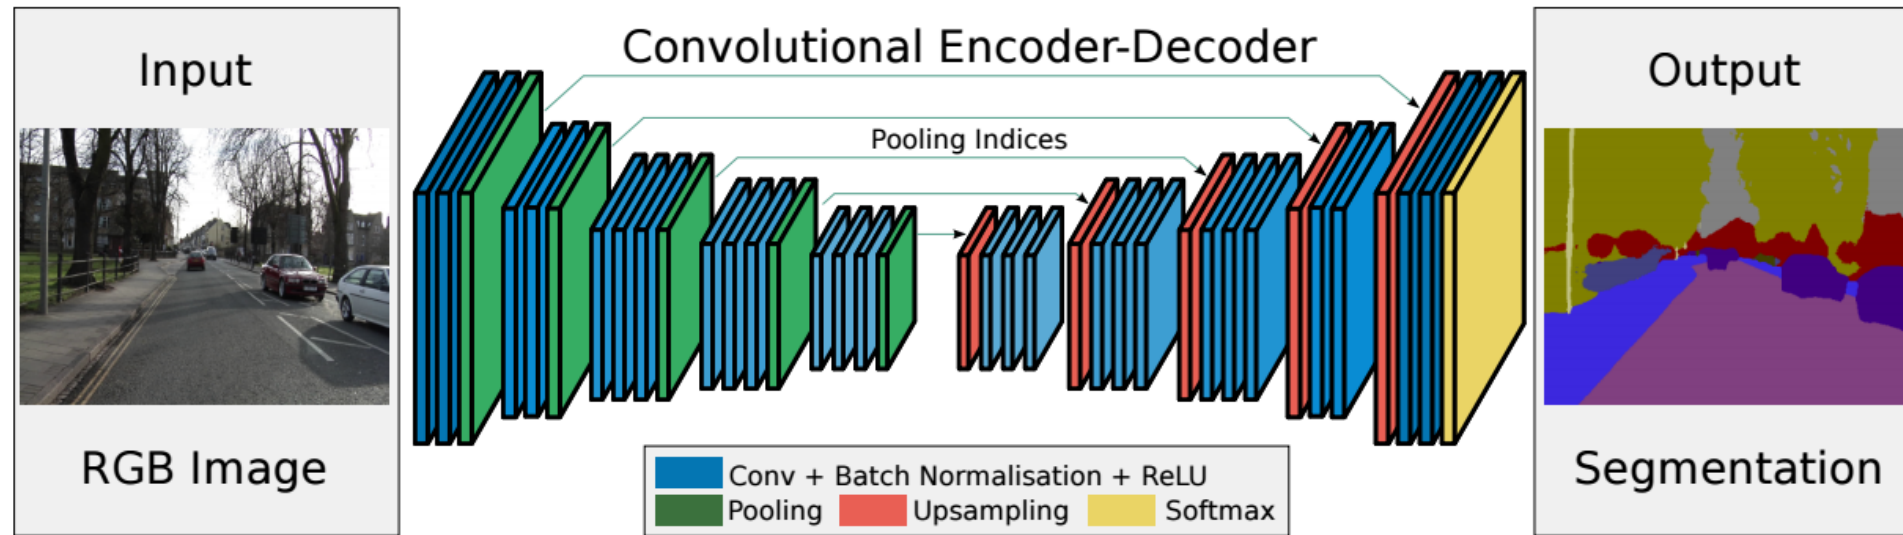 Input
RGB Image
Convolutional Encoder-Decoder
Pooling Indices
Conv + Batch Normalisation + ReLU
Pooling
Upsampling
Softmax
Output
Segmentation